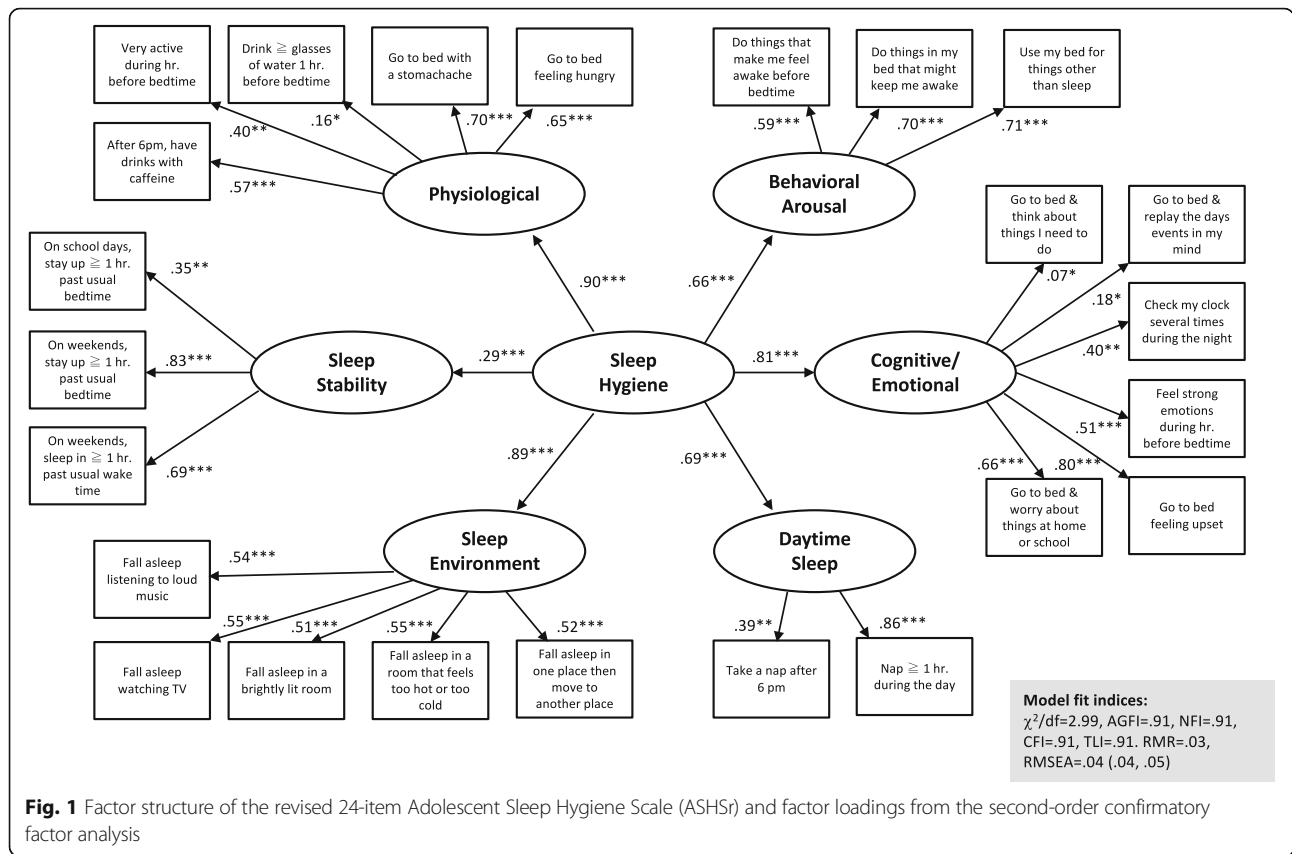 Very active
during hr.
before bedtime
Drink ≧ glasses
of water 1 hr.
before bedtime
Go to bed with
a stomachache
Go to bed
feeling hungry
After 6pm, have
drinks with
caffeine
.40**
.16*
.70***
.65***
.57***
Physiological
Do things that
make me feel
awake before
bedtime
Do things in my
bed that might
keep me awake
Use my bed for
things other
than sleep
.59***
.70***
.71***
Behavioral
Arousal
On school days,
stay up ≧ 1 hr.
past usual
bedtime
On weekends,
stay up ≧ 1 hr.
past usual
bedtime
On weekends,
sleep in ≧ 1 hr.
past usual wake
time
.35**
.83***
.69***
Sleep
Stability
.90***
.66***
.29***
Sleep
Hygiene
.81***
.89***
.69***
Cognitive/
Emotional
Go to bed &
think about
things I need to
do
Go to bed &
replay the days
events in my
mind
Check my clock
several times
during the night
Feel strong
emotions
during hr.
before bedtime
Go to bed
feeling upset
Go to bed &
worry about
things at home
or school
.07*
.18*
.40**
.51***
.80***
.66***
Sleep
Environment
Fall asleep
listening to loud
music
Fall asleep
watching TV
Fall asleep in a
brightly lit room
Fall asleep in a
room that feels
too hot or too
cold
Fall asleep in
one place then
move to
another place
.54***
.55***
.51***
.55***
.52***
Daytime
Sleep
.39**
.86***
Take a nap after
6 pm
Nap ≧ 1 hr.
during the day
Model fit indices:
χ²/df=2.99, AGFI=.91, NFI=.91,
CFI=.91, TLI=.91. RMR=.03,
RMSEA=.04 (.04, .05)
Fig. 1 Factor structure of the revised 24-item Adolescent Sleep Hygiene Scale (ASHSr) and factor loadings from the second-order confirmatory
factor analysis